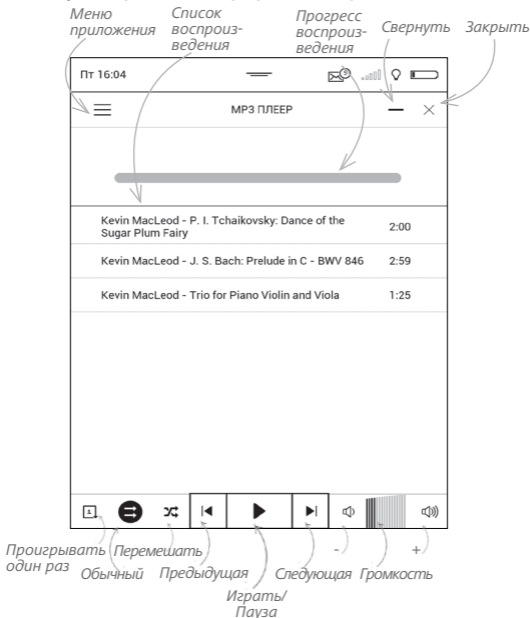 Меню
приложения
Список
воспроиз-
ведения
Прогресс
воспроиз-
ведения
Свернуть
Закрыть
Пт 16:04
MP3 ПЛЕЕР
Kevin MacLeod - P. I. Tchaikovsky: Dance of the
Sugar Plum Fairy
2:00
Kevin MacLeod - J. S. Bach: Prelude in C - BWV 846
2:59
Kevin MacLeod - Trio for Piano Violin and Viola
1:25
1
Проигрывать
один раз
Обычный
Перемешать
Предыдущая
Играть/
Пауза
Следующая
-
Громкость
+